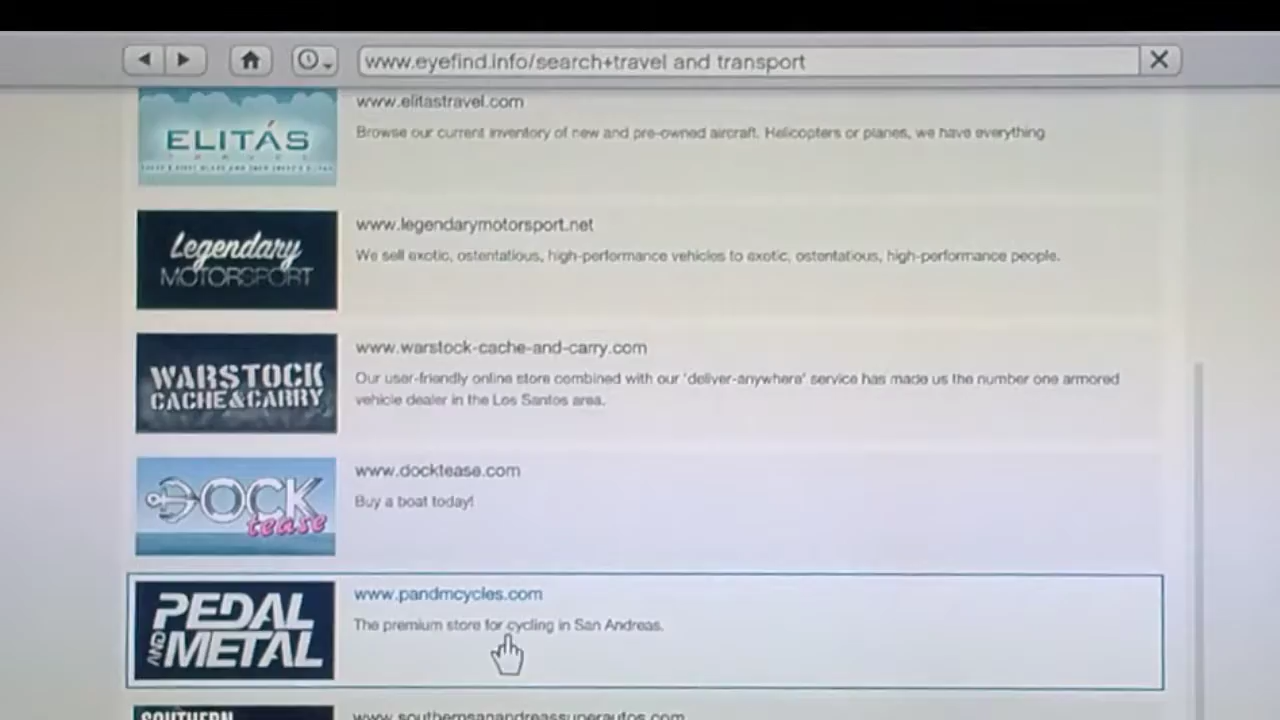 www.eyefind.info/search+travel and transport
ELITÁS
TRAVEL
www.elitastravel.com
Browse our current inventory of new and pre-owned aircraft. Helicopters or planes, we have everything
Legendary
MOTORSPORT
www.legendarymotorsport.net
We sell exotic, ostentatious, high-performance vehicles to exotic, ostentatious, high-performance people.
WARSTOCK
CACHE&CARRY
www.warstock-cache-and-carry.com
Our user-friendly online store combined with our 'deliver-anywhere' service has made us the number one armored
vehicle dealer in the Los Santos area.
DOCK
tease
www.docktease.com
Buy a boat today!
PEDAL
AND METAL
www.pandmcycles.com
The premium store for cycling in San Andreas.
SOUTHERN
www.southernsanandreassuperautos.com